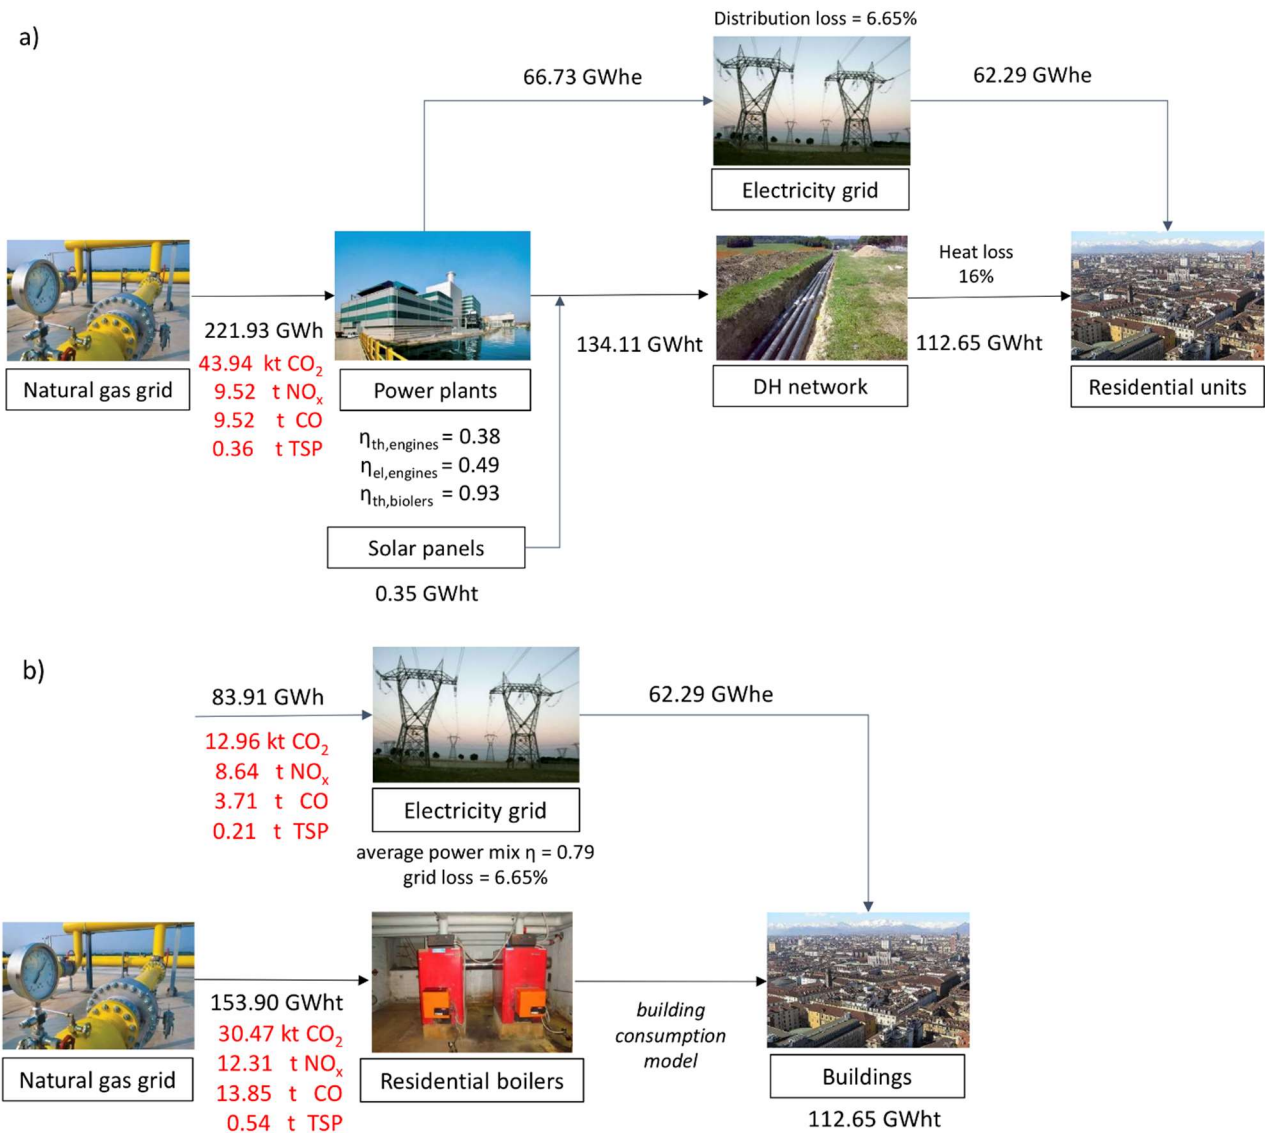 a)
Distribution loss = 6.65%
66.73 GWhe
62.29 GWhe
Electricity grid
Heat loss
16%
221.93 GWh
43.94 kt CO₂
9.52 t NOₓ
9.52 t CO
0.36 t TSP
134.11 GWht
112.65 GWht
Natural gas grid
Power plants
DH network
Residential units
ηth,engines = 0.38
ηel,engines = 0.49
ηth,biolers = 0.93
Solar panels
0.35 GWht
b)
83.91 GWh
12.96 kt CO₂
8.64 t NOₓ
3.71 t CO
0.21 t TSP
62.29 GWhe
Electricity grid
average power mix η = 0.79
grid loss = 6.65%
153.90 GWht
30.47 kt CO₂
12.31 t NOₓ
13.85 t CO
0.54 t TSP
building
consumption
model
Natural gas grid
Residential boilers
Buildings
112.65 GWht